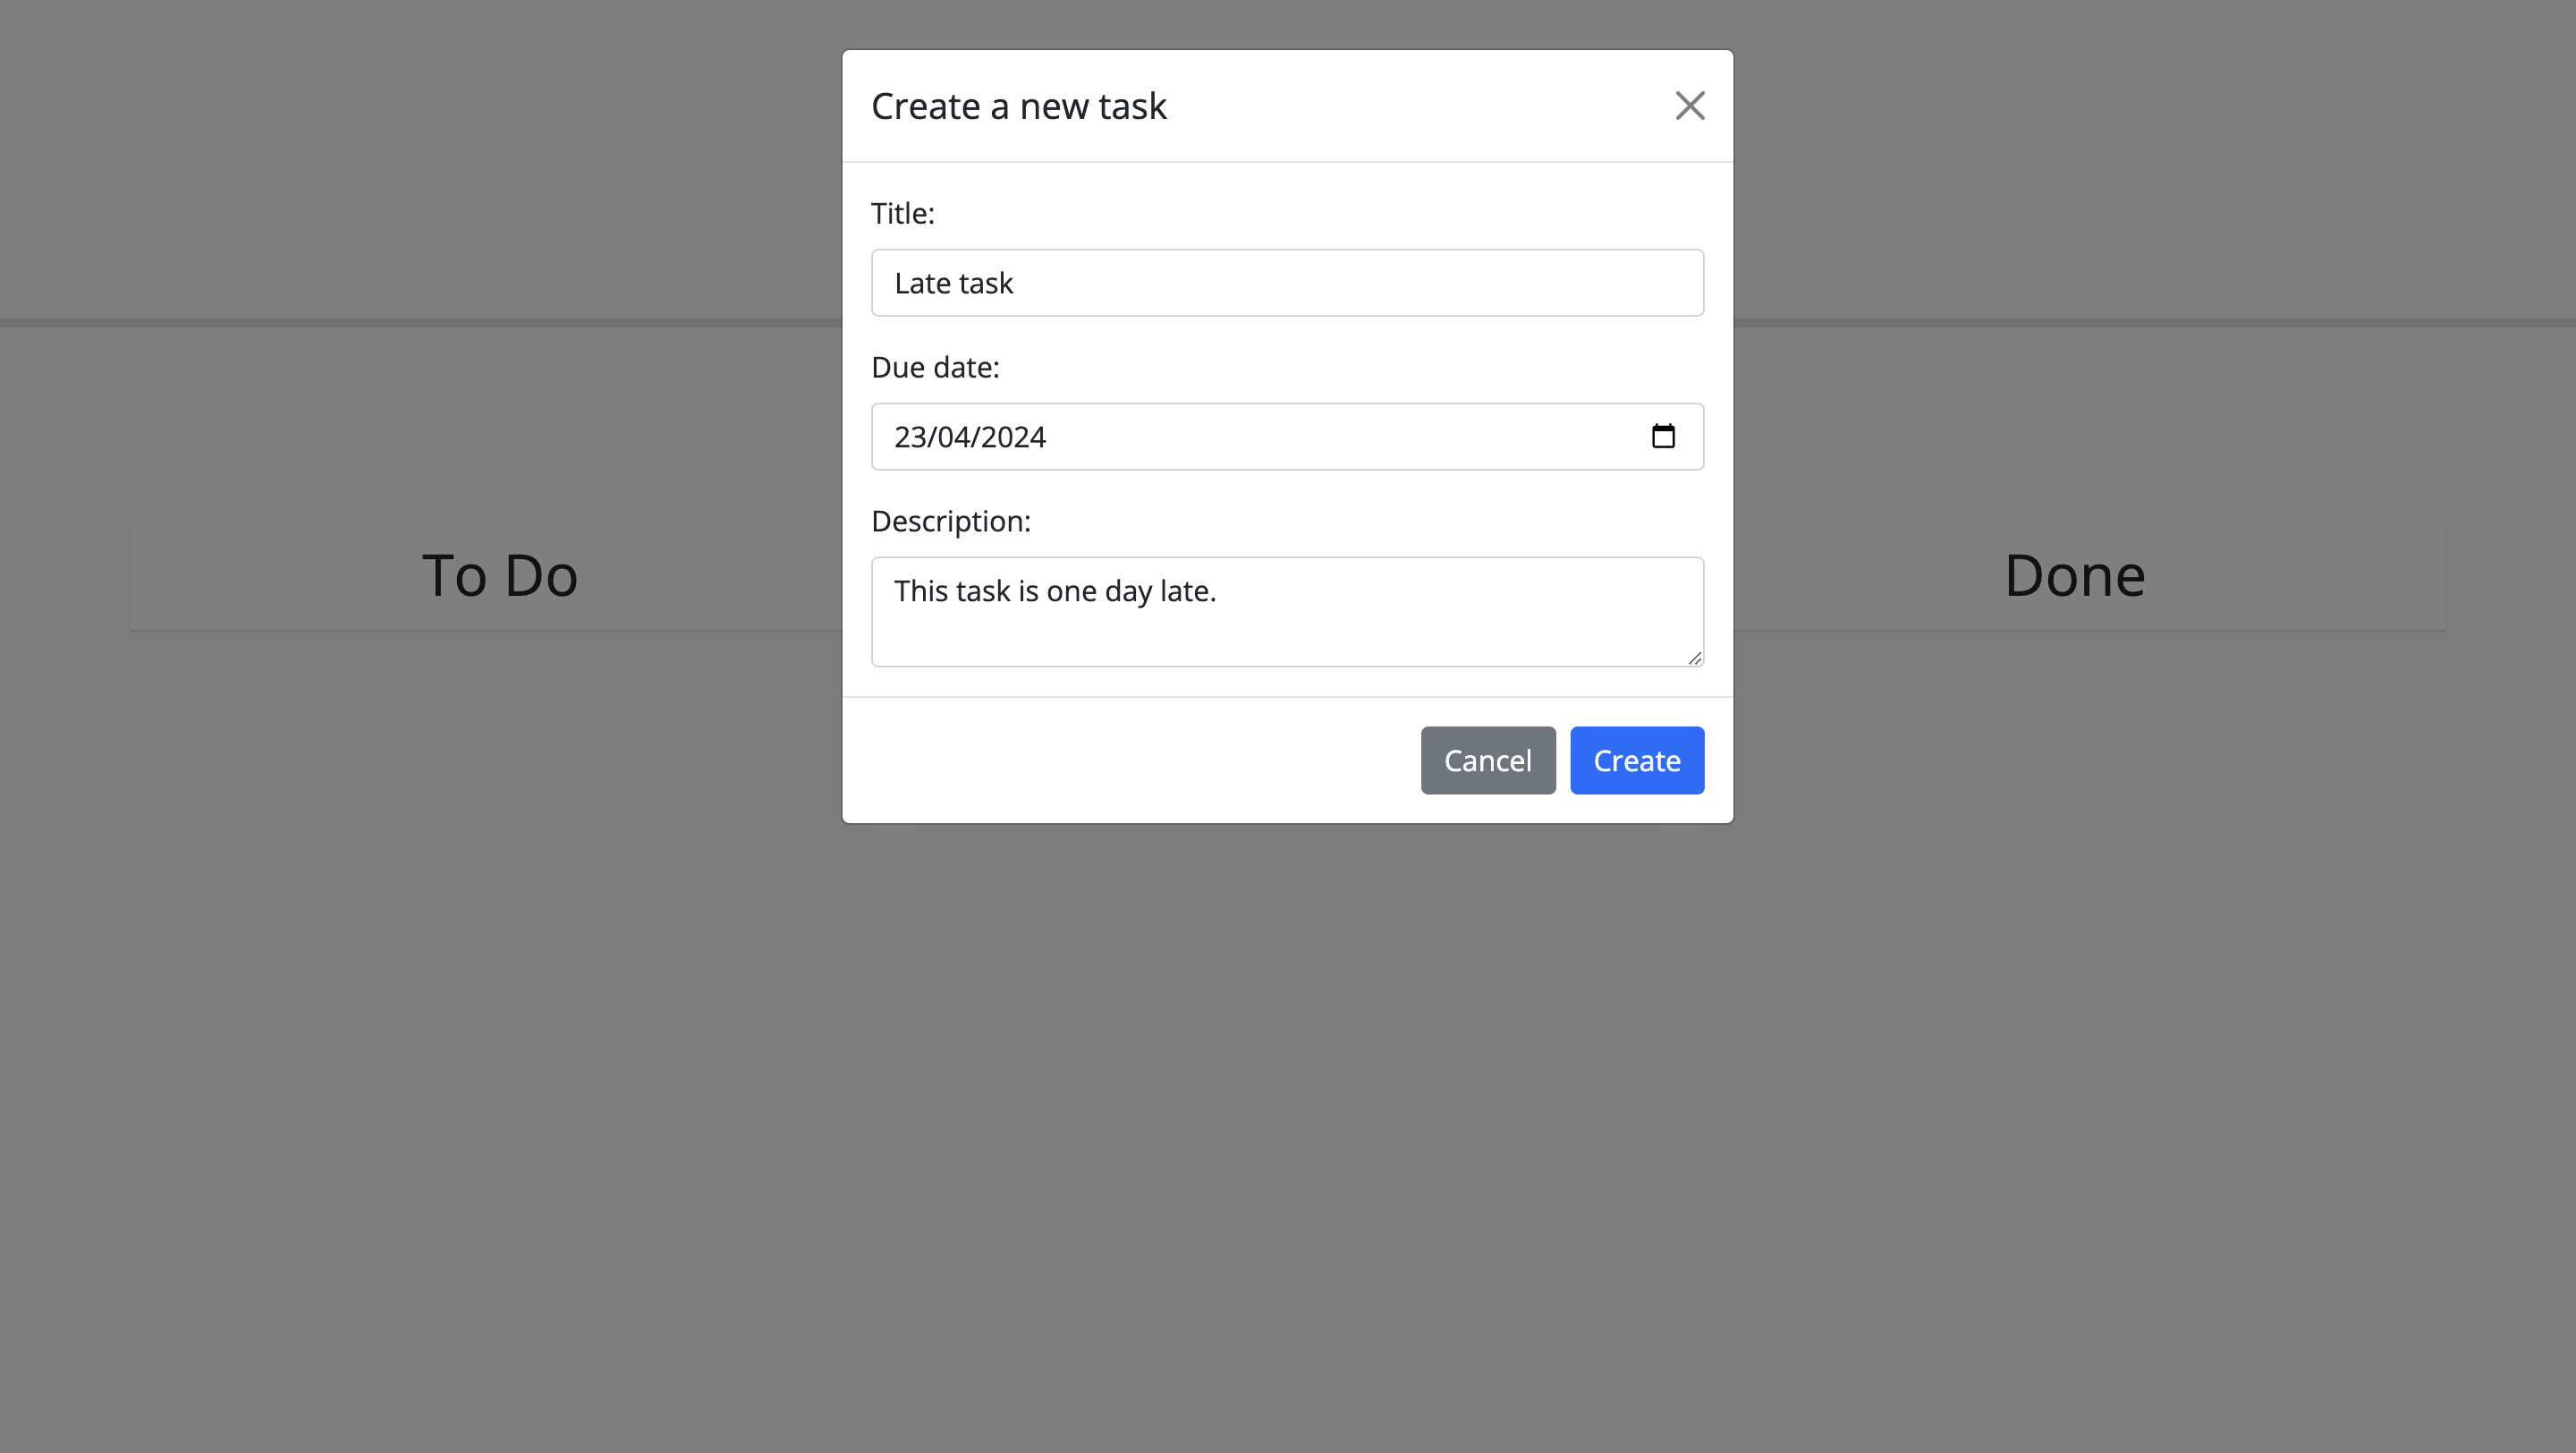 Create a new task
Title:
Late task
Due date:
23/04/2024
Description:
This task is one day late.
Cancel
Create
To Do
Done